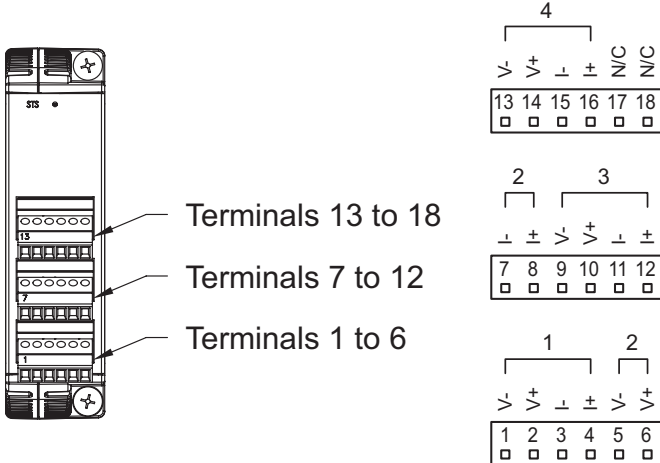 STS
13
7
1
Terminals 13 to 18
Terminals 7 to 12
Terminals 1 to 6
4
V- V+ I- I+ N/C N/C
13 14 15 16 17 18
2 3
I- I+ V- V+ I- I+
7 8 9 10 11 12
1 2
V- V+ I- I+ V- V+
1 2 3 4 5 6